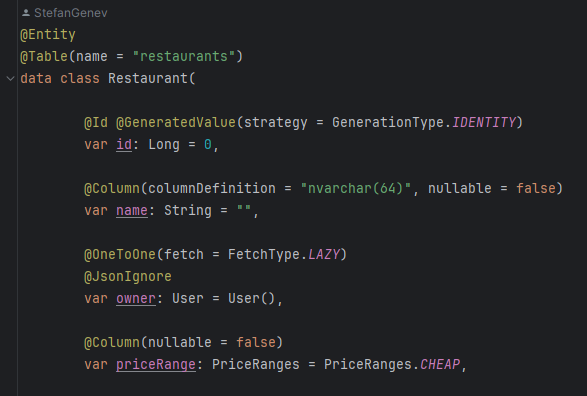 StefanGenev
@Entity
@Table(name = "restaurants")
data class Restaurant(
@Id @GeneratedValue(strategy = GenerationType.IDENTITY)
var id: Long = 0,
@Column(columnDefinition = "nvarchar(64)", nullable = false)
var name: String = "",
@OneToOne(fetch = FetchType.LAZY)
@JsonIgnore
var owner: User = User(),
@Column(nullable = false)
var priceRange: PriceRanges = PriceRanges.CHEAP,